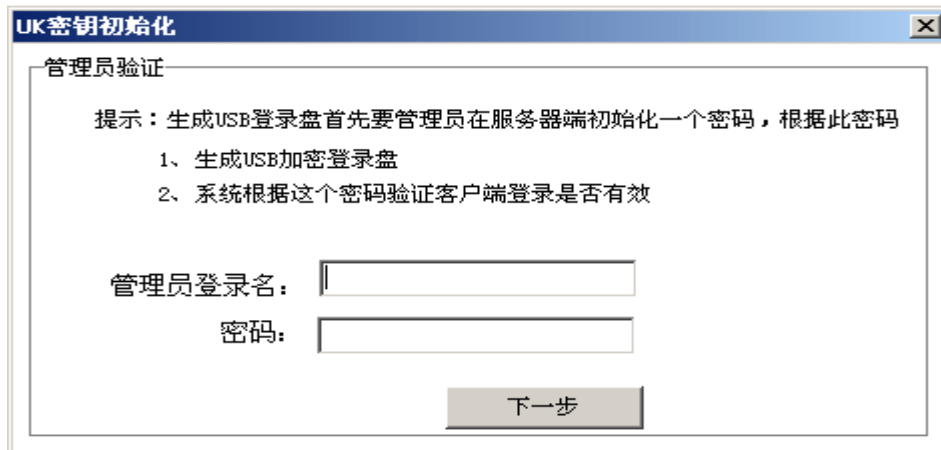 UK密钥初始化
管理员验证
提示：生成USB登录盘首先要管理员在服务器端初始化一个密码，根据此密码
1、生成USB加密登录盘
2、系统根据这个密码验证客户端登录是否有效
管理员登录名：
密码：
下一步